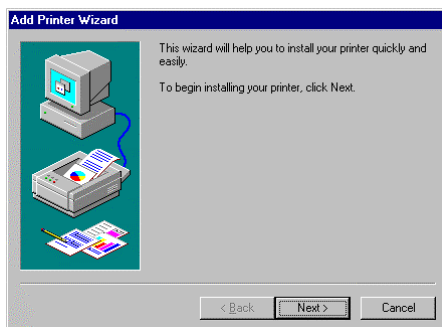 Add Printer Wizard
This wizard will help you to install your printer quickly and
easily.
To begin installing your printer, click Next.
< Back
Next >
Cancel